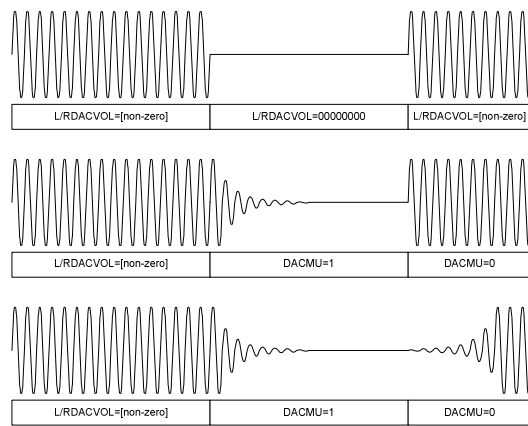 L/RDACVOL=[non-zero] L/RDACVOL=00000000 L/RDACVOL=[non-zero]
L/RDACVOL=[non-zero] DACMU=1 DACMU=0
L/RDACVOL=[non-zero] DACMU=1 DACMU=0